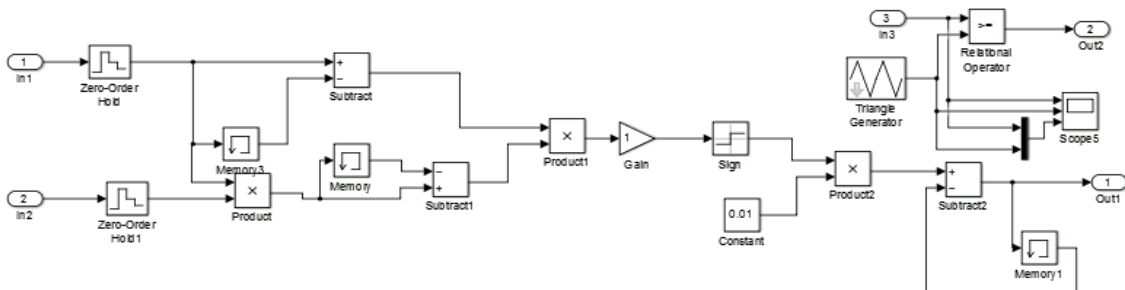 1
In1
Zero-Order
Hold
+
−
Subtract
Memory3
2
In2
Zero-Order
Hold1
×
Product
Memory
−
+
Subtract1
×
Product1
1
Gain
Sign
0.01
Constant
×
Product2
3
In3
>=
Relational
Operator
2
Out2
Triangle
Generator
Scope5
+
−
Subtract2
1
Out1
Memory1